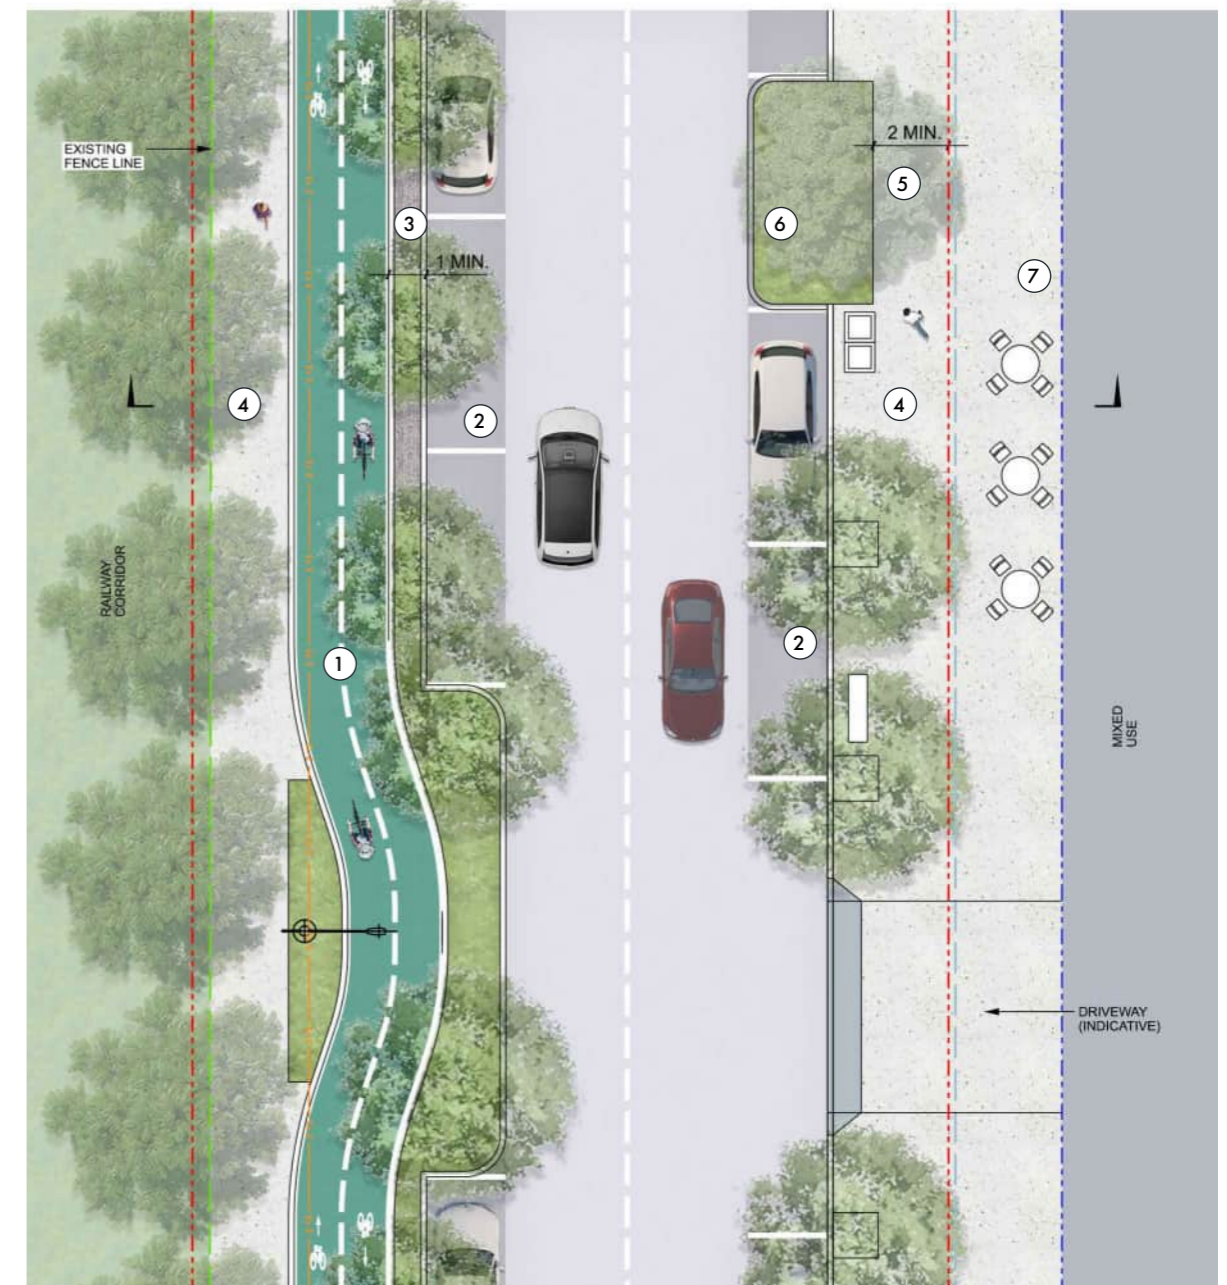 EXISTING
FENCE LINE
2 MIN.
5
3
6
1 MIN.
7
4
2
4
RAILWAY
CORRIDOR
2
1
MIXED
USE
DRIVEWAY
(INDICATIVE)